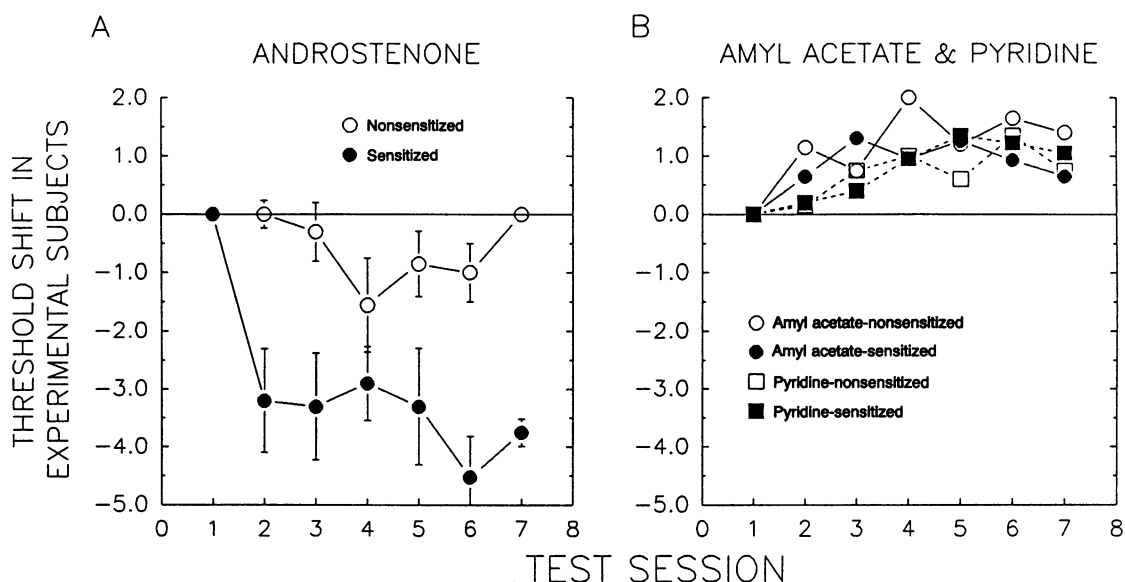 A
ANDROSTENONE
THRESHOLD SHIFT IN
EXPERIMENTAL SUBJECTS
2.0
1.0
0.0
−1.0
−2.0
−3.0
−4.0
−5.0
Nonsensitized
Sensitized
0 1 2 3 4 5 6 7 8
B
AMYL ACETATE & PYRIDINE
2.0
1.0
0.0
−1.0
−2.0
−3.0
−4.0
−5.0
Amyl acetate-nonsensitized
Amyl acetate-sensitized
Pyridine-nonsensitized
Pyridine-sensitized
0 1 2 3 4 5 6 7 8
TEST SESSION